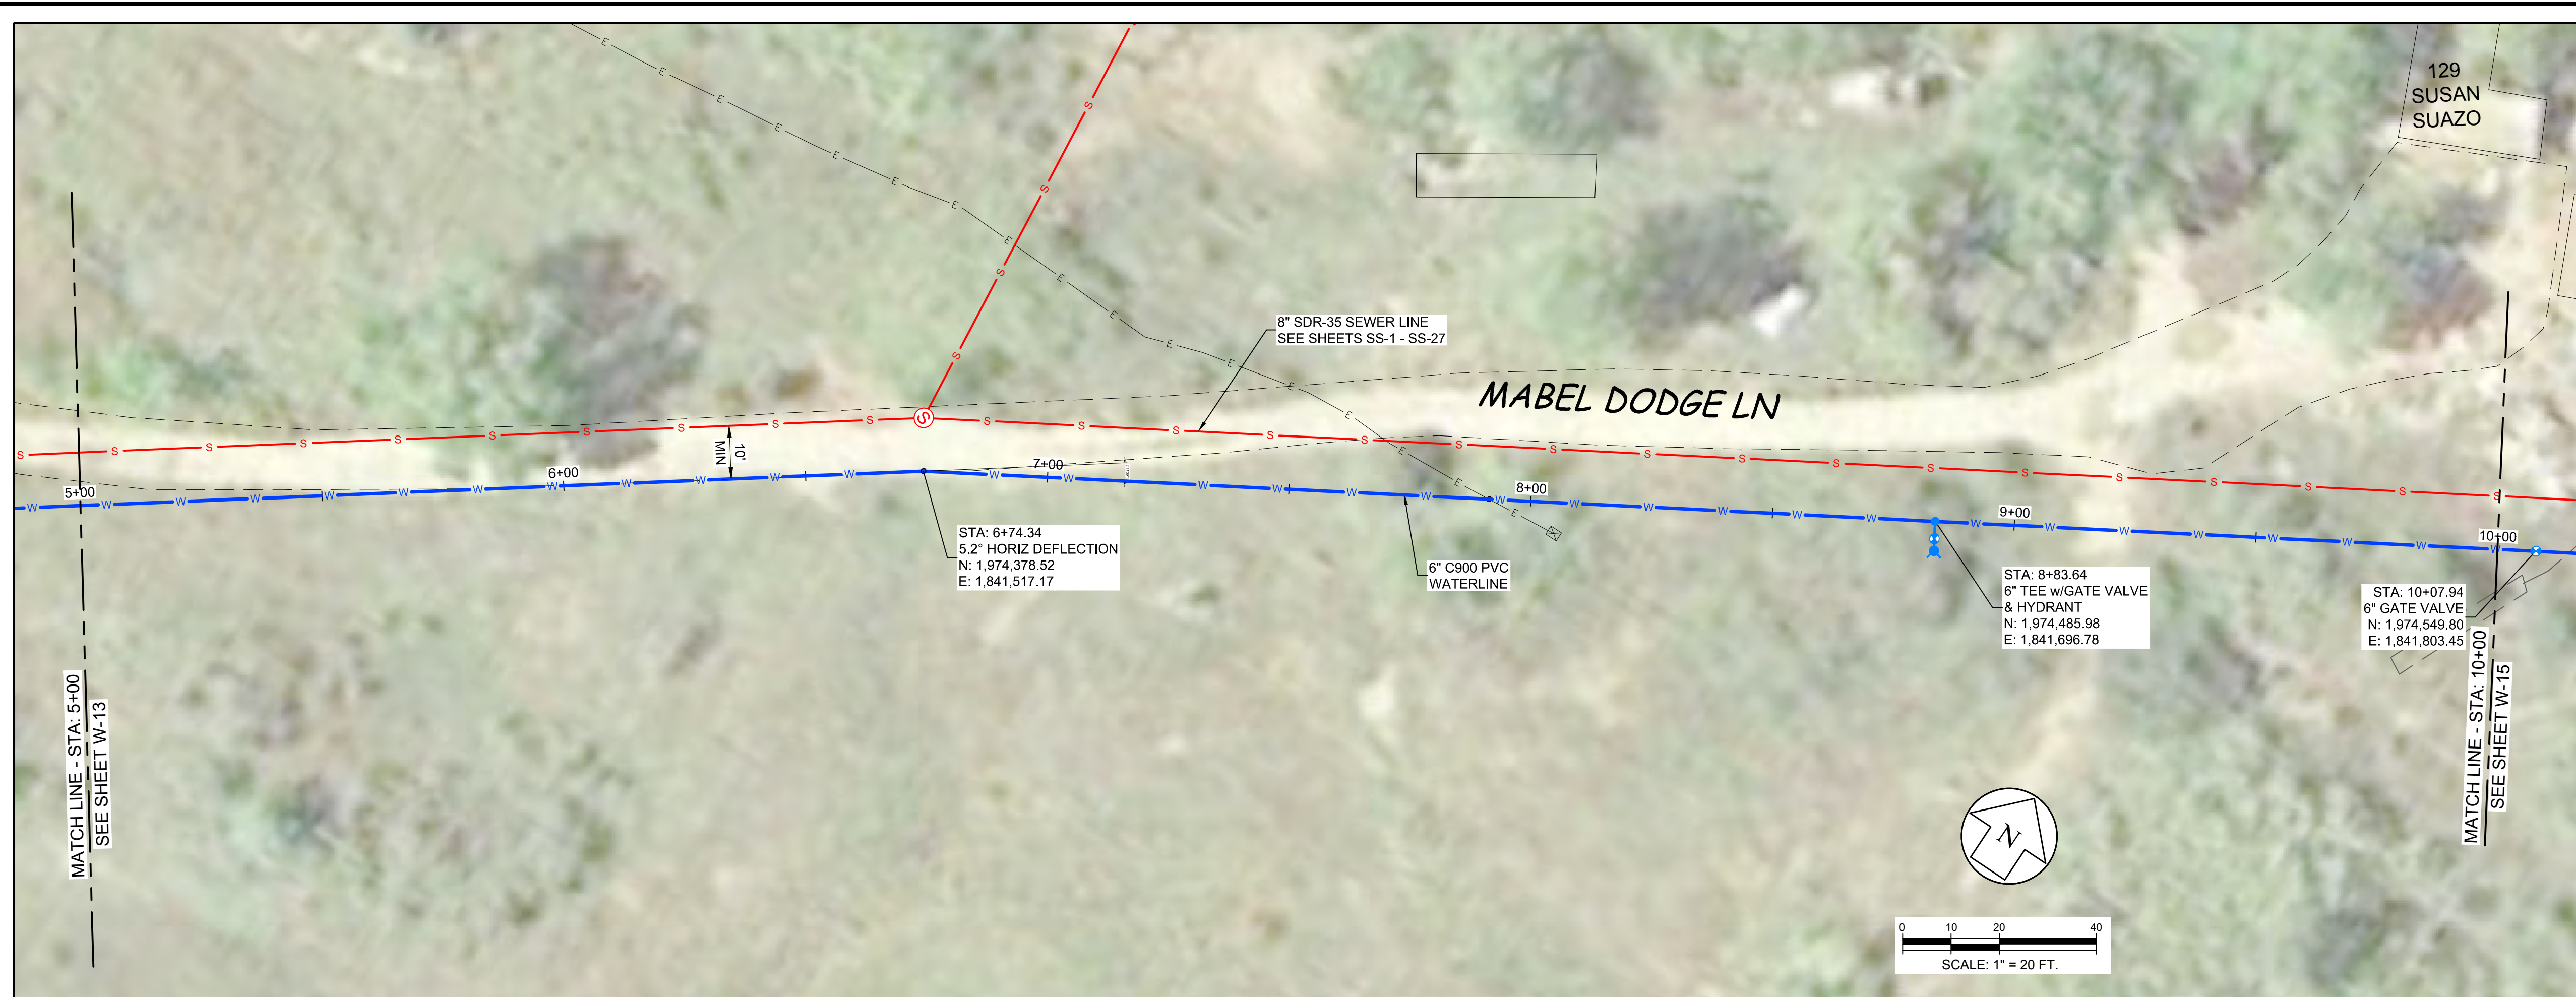 129
SUSAN
SUAZO
8" SDR-35 SEWER LINE
SEE SHEETS SS-1 - SS-27
MABEL DODGE LN
10'
MIN
5+00
6+00
7+00
8+00
9+00
10+00
STA: 6+74.34
5.2° HORIZ DEFLECTION
N: 1,974,378.52
E: 1,841,517.17
6" C900 PVC
WATERLINE
STA: 8+83.64
6" TEE w/GATE VALVE
& HYDRANT
N: 1,974,485.98
E: 1,841,696.78
STA: 10+07.94
6" GATE VALVE
N: 1,974,549.80
E: 1,841,803.45
MATCH LINE - STA: 5+00
SEE SHEET W-13
MATCH LINE - STA: 10+00
SEE SHEET W-15
N
0 10 20 40
SCALE: 1" = 20 FT.